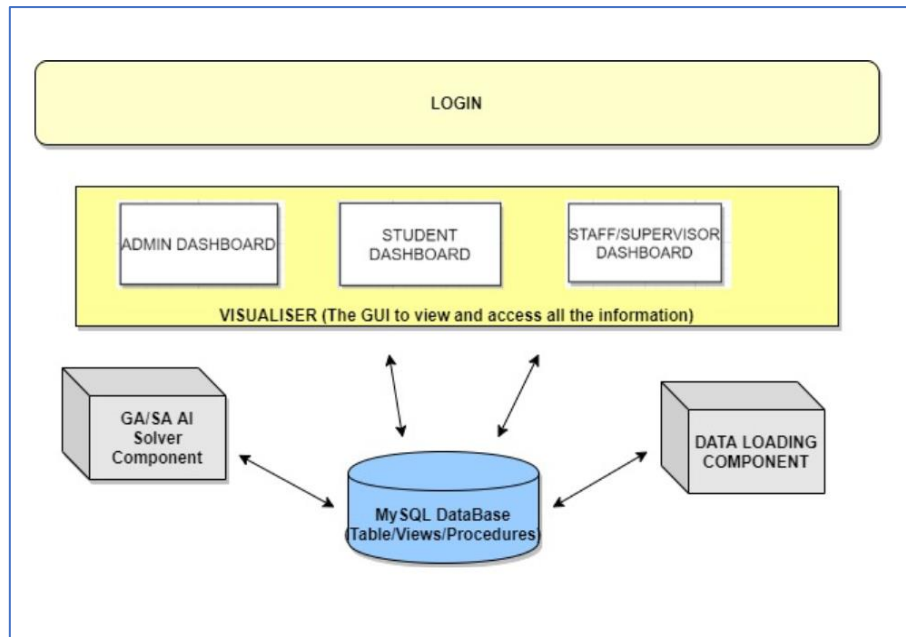 LOGIN
ADMIN DASHBOARD
STUDENT
DASHBOARD
STAFF/SUPERVISOR
DASHBOARD
VISUALISER (The GUI to view and access all the information)
GA/SA AI
Solver
Component
DATA LOADING
COMPONENT
MySQL DataBase
(Table/Views/Procedures)